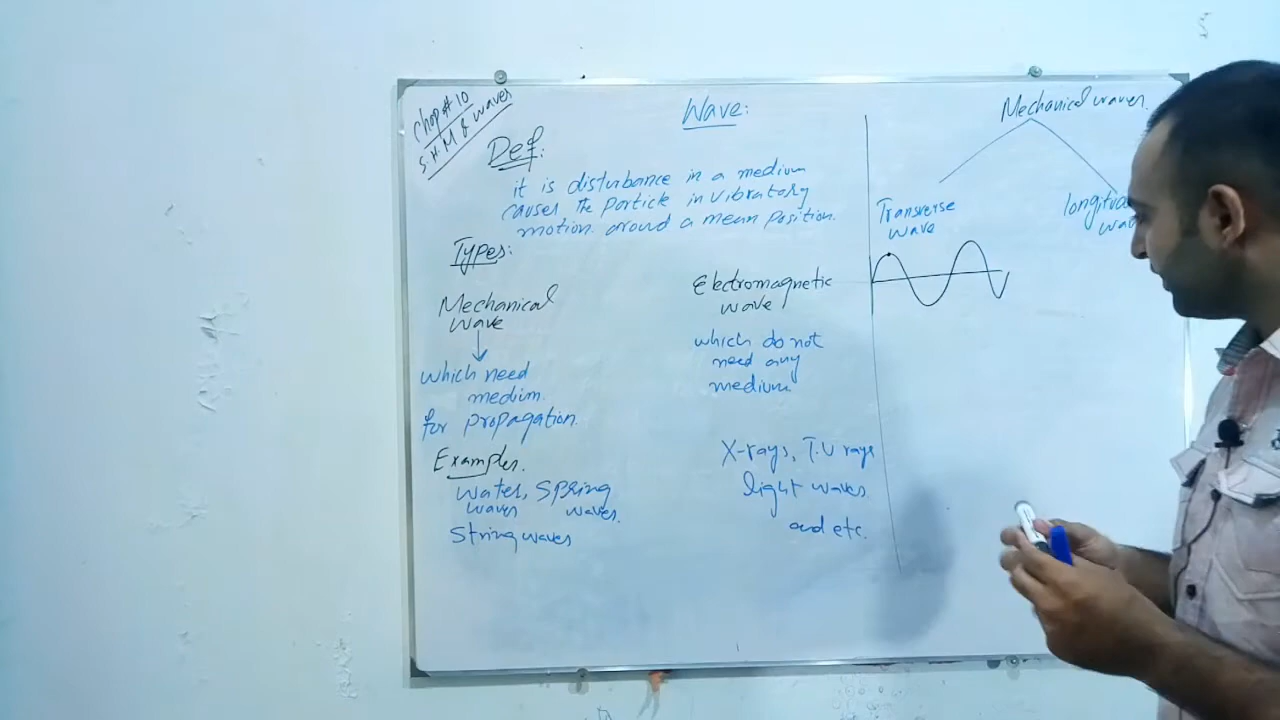 Chap# 10
S.H.M & waves
Wave:
Def:
it is disturbance in a medium
causes the particle in vibratory
motion. around a mean position.
Types:
Mechanical
wave
which need
medium.
for propagation.
Examples.
water, spring
waves waves.
String waves
Electromagnetic
wave
which do not
need any
medium.
X-rays, T.U rays
light waves
and etc.
Mechanical waves.
Transverse
wave